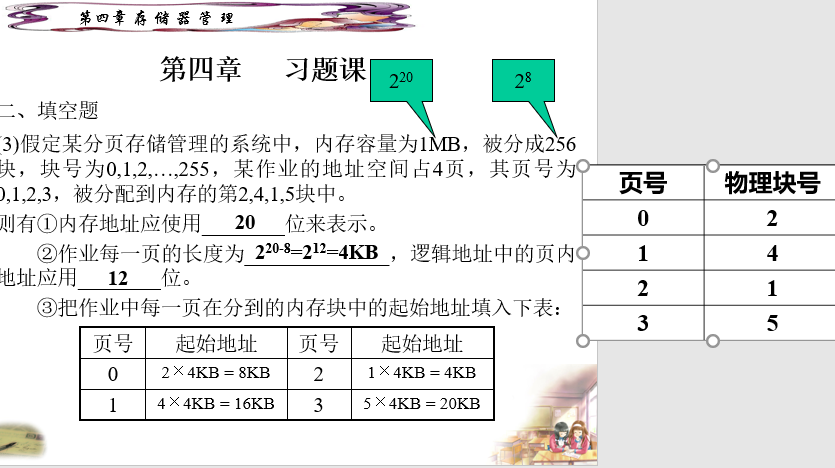 第四章 存储器管理
第四章 习题课
2²⁰
2⁸
二、填空题
(3)假定某分页存储管理的系统中，内存容量为1MB，被分成256
块，块号为0,1,2,…,255，某作业的地址空间占4页，其页号为
0,1,2,3，被分配到内存的第2,4,1,5块中。
则有①内存地址应使用 20 位来表示。
②作业每一页的长度为 2²⁰⁻⁸=2¹²=4KB ，逻辑地址中的页内
地址应用 12 位。
③把作业中每一页在分到的内存块中的起始地址填入下表：
页号 起始地址 页号 起始地址
0 2×4KB = 8KB 2 1×4KB = 4KB
1 4×4KB = 16KB 3 5×4KB = 20KB
页号 物理块号
0 2
1 4
2 1
3 5